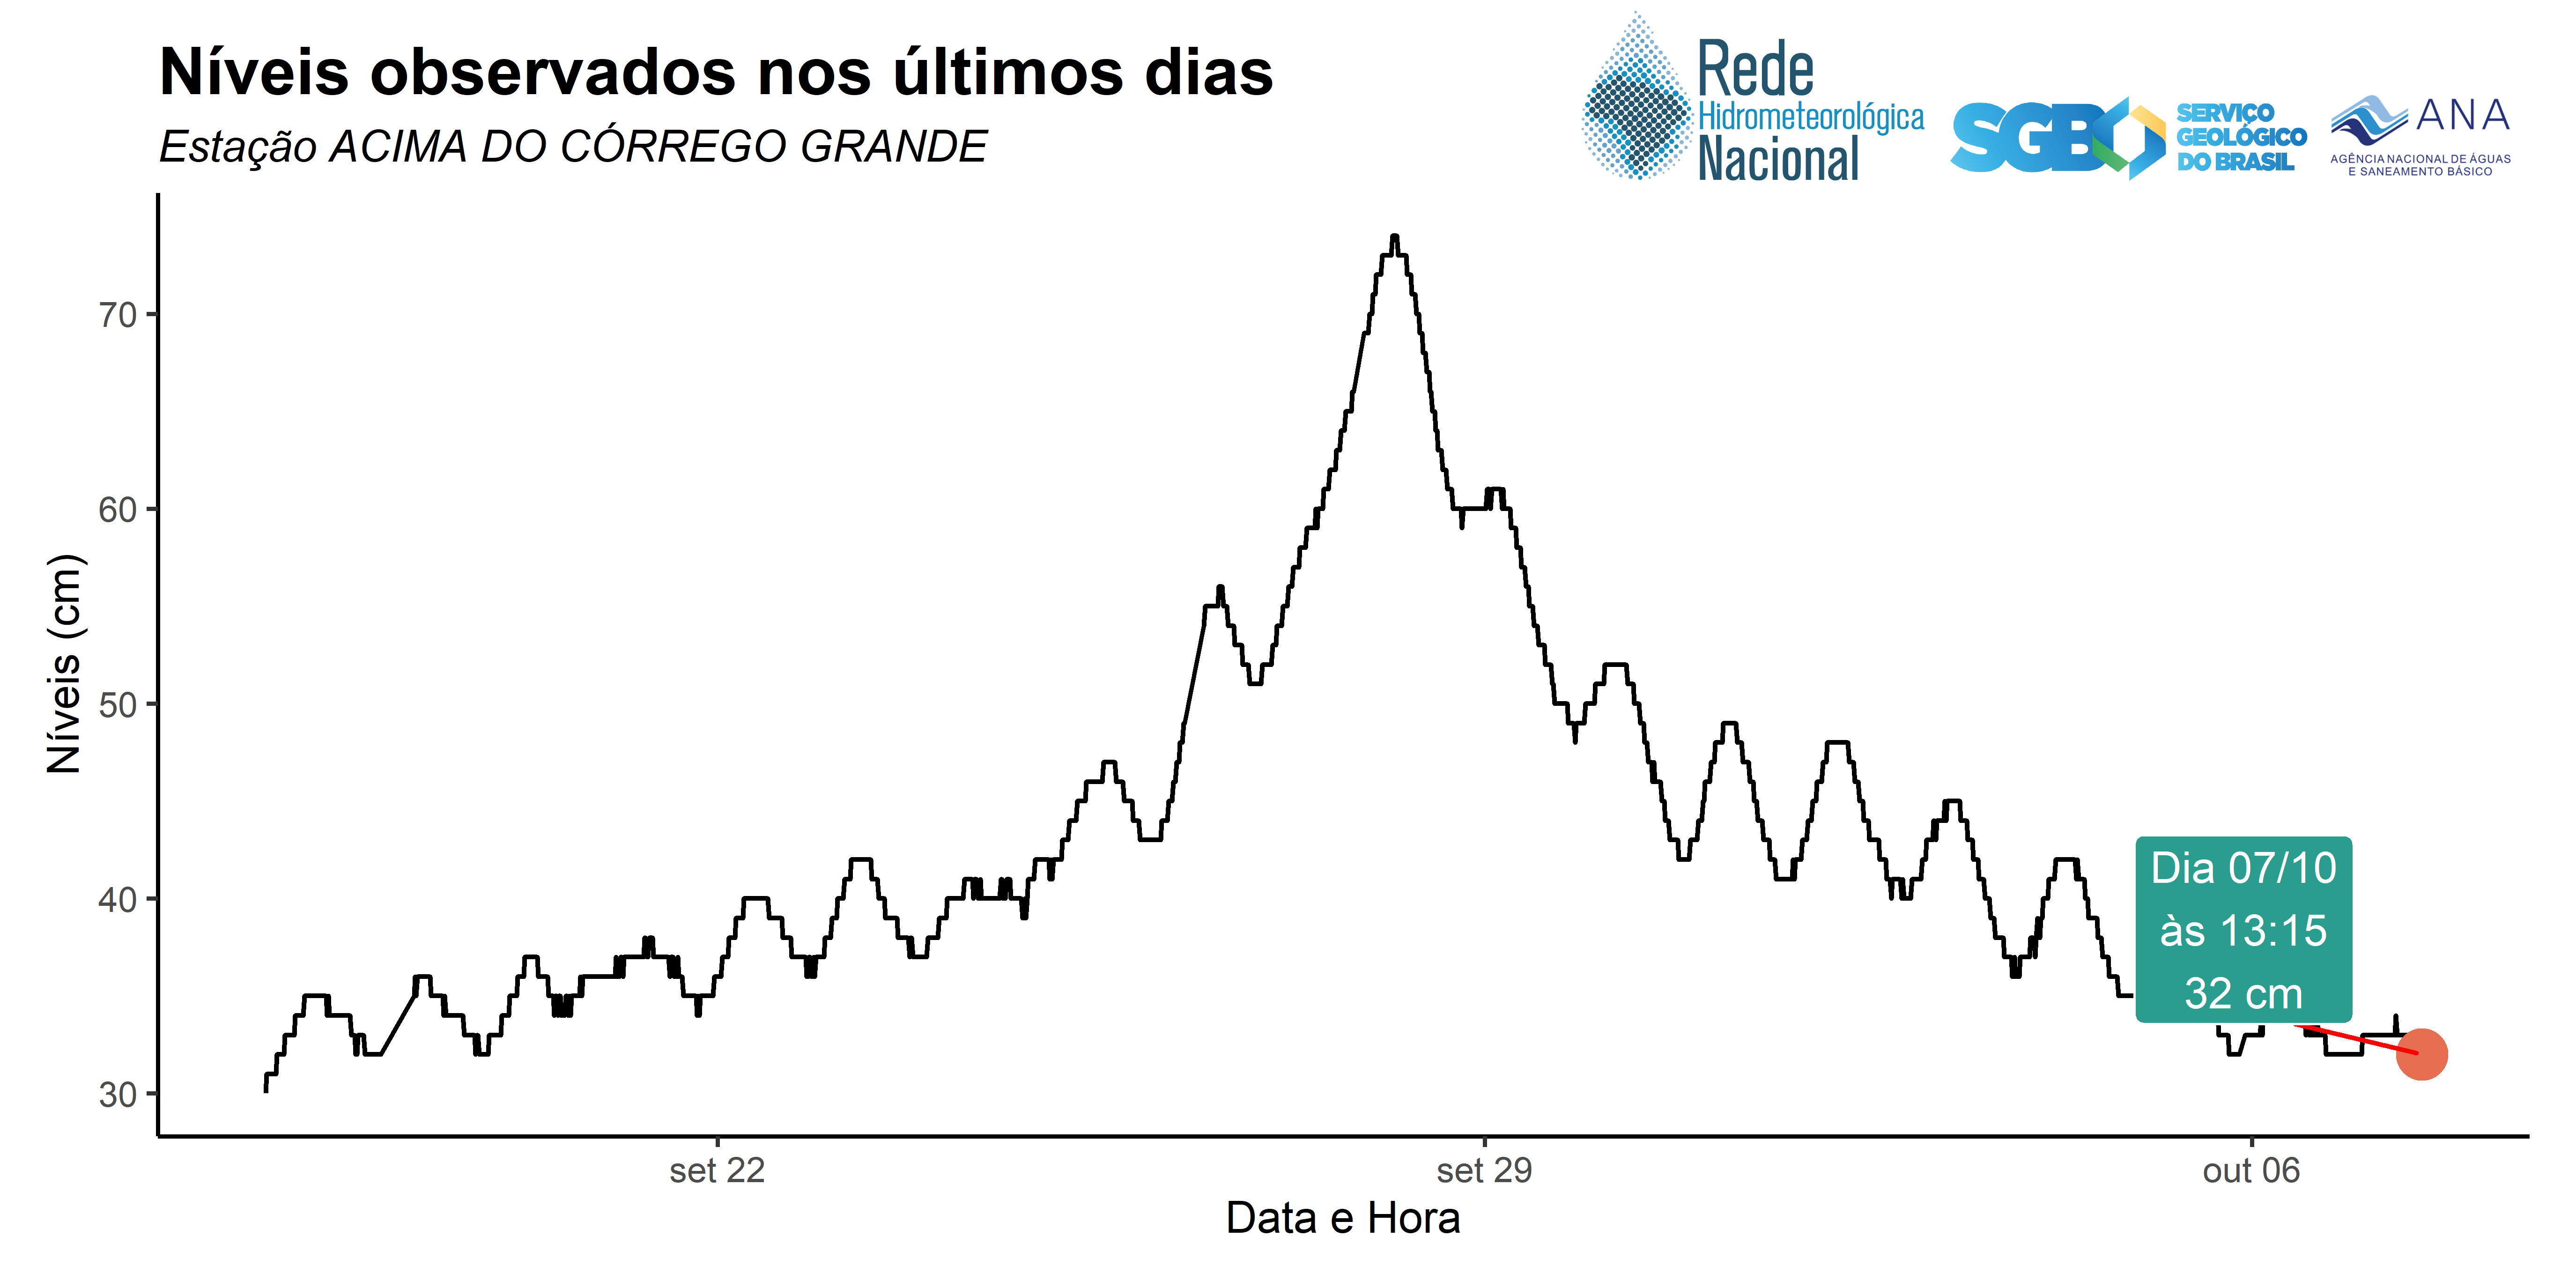 Níveis observados nos últimos dias
Estação ACIMA DO CÓRREGO GRANDE
Rede
Hidrometeorológica
Nacional
SGB
SERVIÇO
GEOLÓGICO
DO BRASIL
ANA
AGÊNCIA NACIONAL DE ÁGUAS
E SANEAMENTO BÁSICO
Níveis (cm)
70
60
50
40
30
Dia 07/10
às 13:15
32 cm
set 22
set 29
out 06
Data e Hora